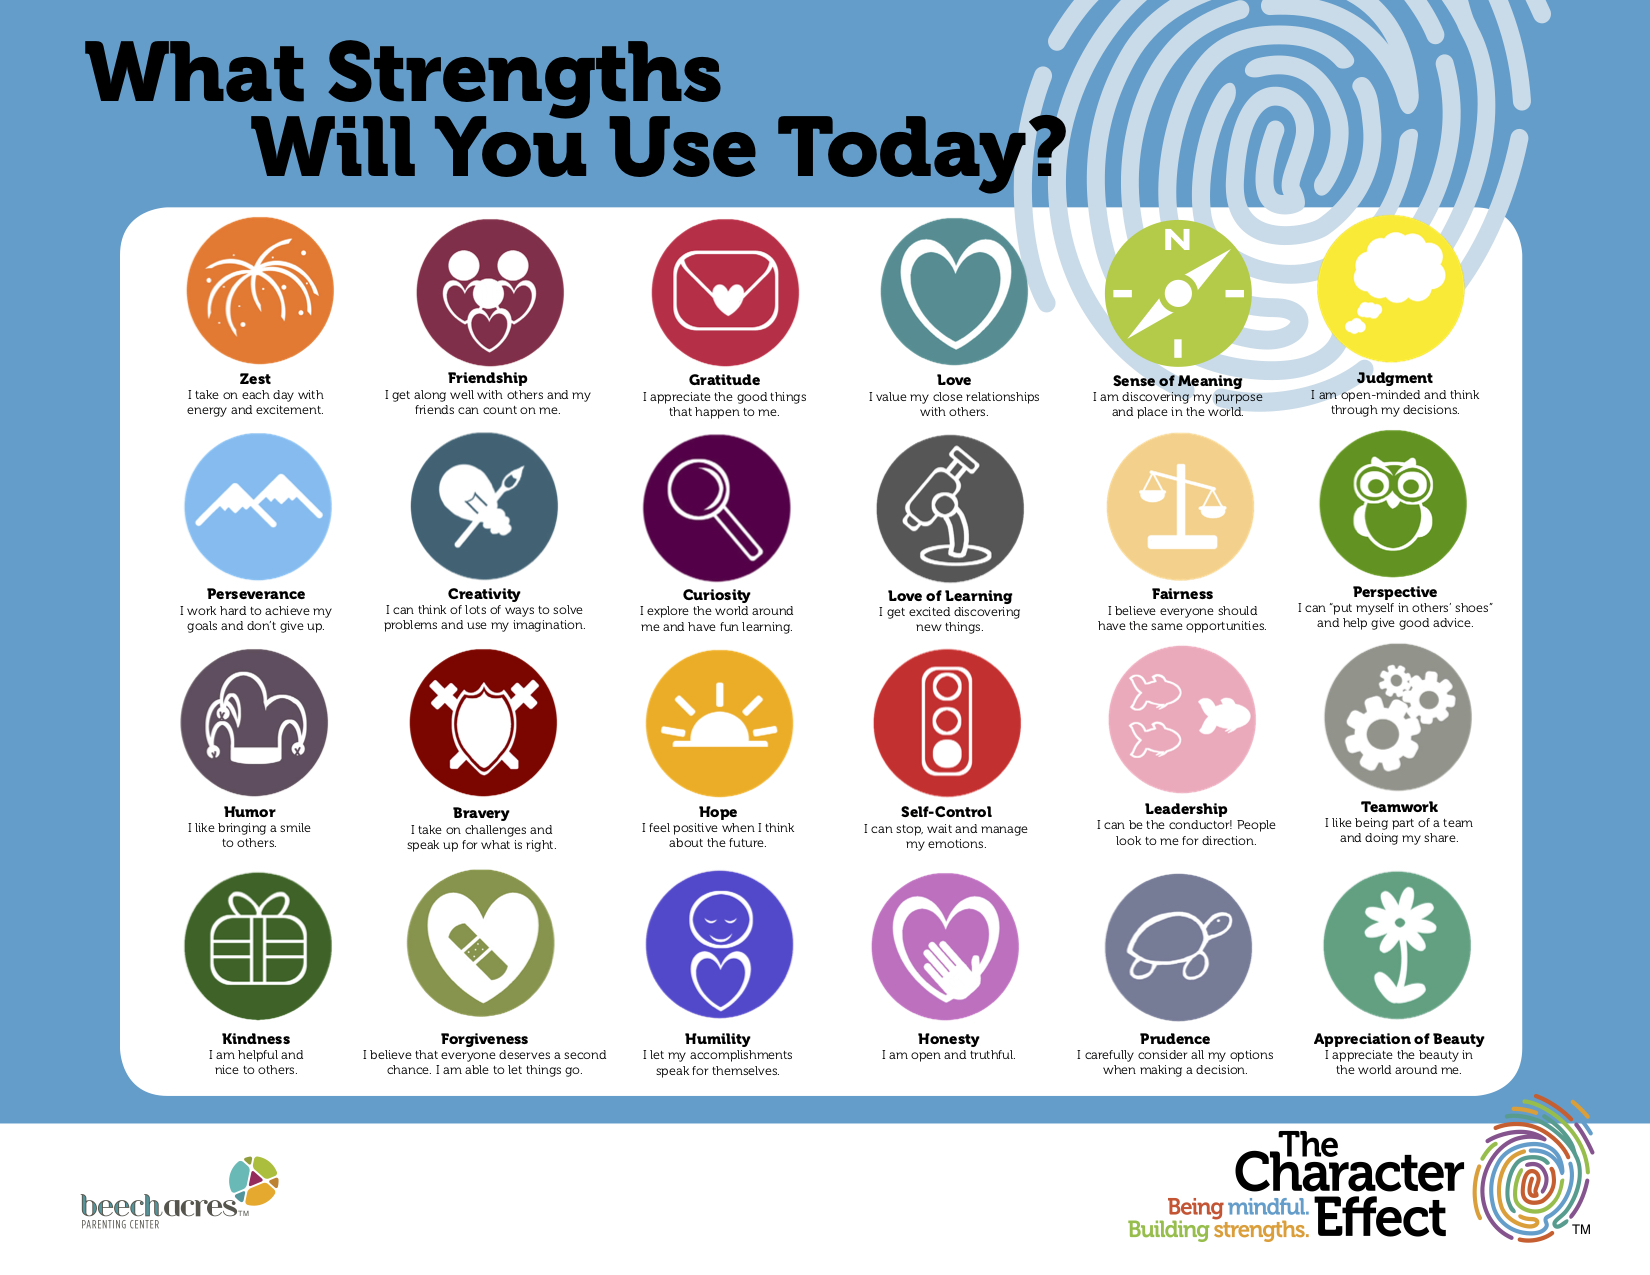 What Strengths
Will You Use Today?
N
Zest
I take on each day with
energy and excitement.
Friendship
I get along well with others and my
friends can count on me.
Gratitude
I appreciate the good things
that happen to me.
Love
I value my close relationships
with others.
Sense of Meaning
I am discovering my purpose
and place in the world.
Judgment
I am open-minded and think
through my decisions.
Perseverance
I work hard to achieve my
goals and don't give up.
Creativity
I can think of lots of ways to solve
problems and use my imagination.
Curiosity
I explore the world around
me and have fun learning.
Love of Learning
I get excited discovering
new things.
Fairness
I believe everyone should
have the same opportunities.
Perspective
I can “put myself in others' shoes”
and help give good advice.
Humor
I like bringing a smile
to others.
Bravery
I take on challenges and
speak up for what is right.
Hope
I feel positive when I think
about the future.
Self-Control
I can stop, wait and manage
my emotions.
Leadership
I can be the conductor! People
look to me for direction.
Teamwork
I like being part of a team
and doing my share.
Kindness
I am helpful and
nice to others.
Forgiveness
I believe that everyone deserves a second
chance. I am able to let things go.
Humility
I let my accomplishments
speak for themselves.
Honesty
I am open and truthful.
Prudence
I carefully consider all my options
when making a decision.
Appreciation of Beauty
I appreciate the beauty in
the world around me.
beech acres™
PARENTING CENTER
The
Character
Effect
Being mindful.
Building strengths.
TM